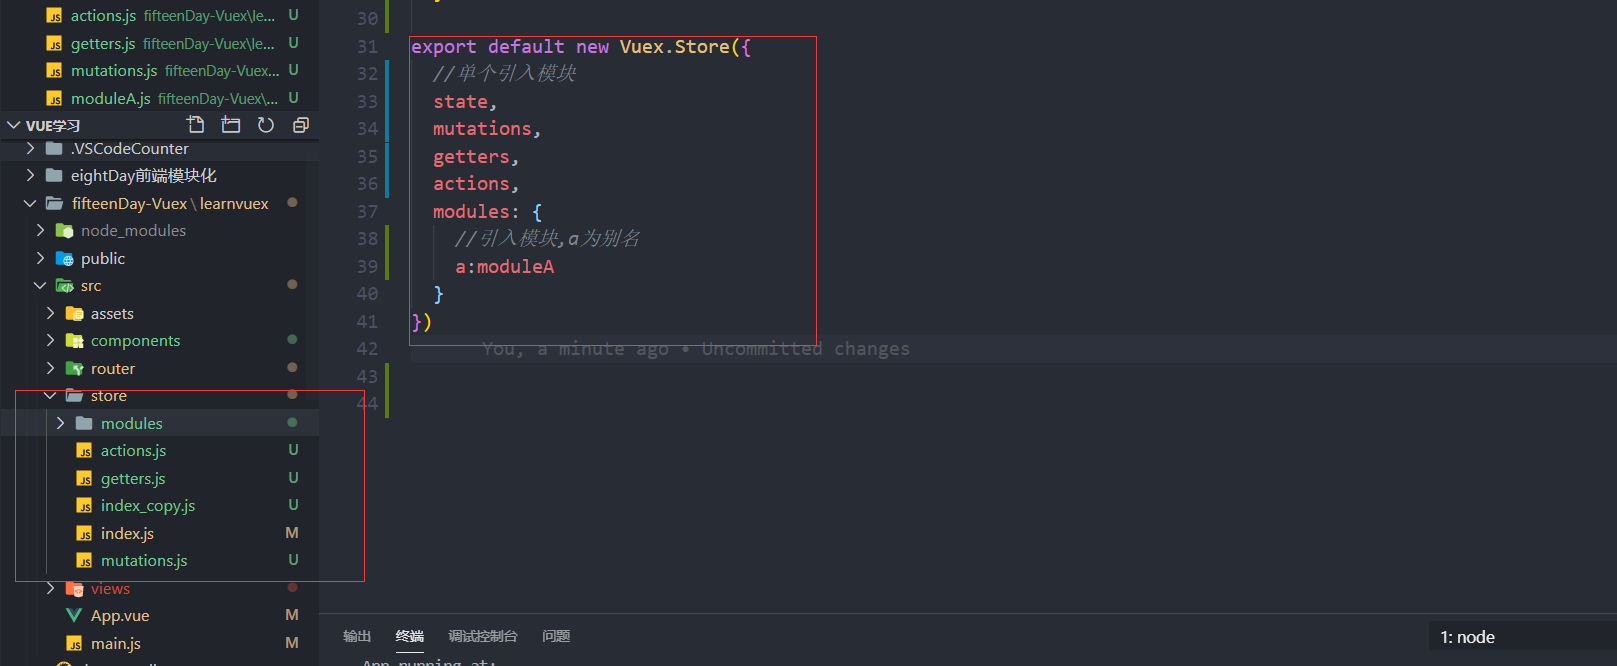 actions.js fifteenDay-Vuex\le... U
getters.js fifteenDay-Vuex\le... U
mutations.js fifteenDay-Vuex... U
moduleA.js fifteenDay-Vuex\... U
VUE学习
.VSCodeCounter
eightDay前端模块化
fifteenDay-Vuex \ learnvuex
node_modules
public
src
assets
components
router
store
modules
actions.js U
getters.js U
index_copy.js U
index.js M
mutations.js U
views
App.vue M
main.js M
30
31 export default new Vuex.Store({
32 //单个引入模块
33 state,
34 mutations,
35 getters,
36 actions,
37 modules: {
38 //引入模块,a为别名
39 a:moduleA
40 }
41 })
42 You, a minute ago • Uncommitted changes
43
44
输出 终端 调试控制台 问题
1: node
App running at: